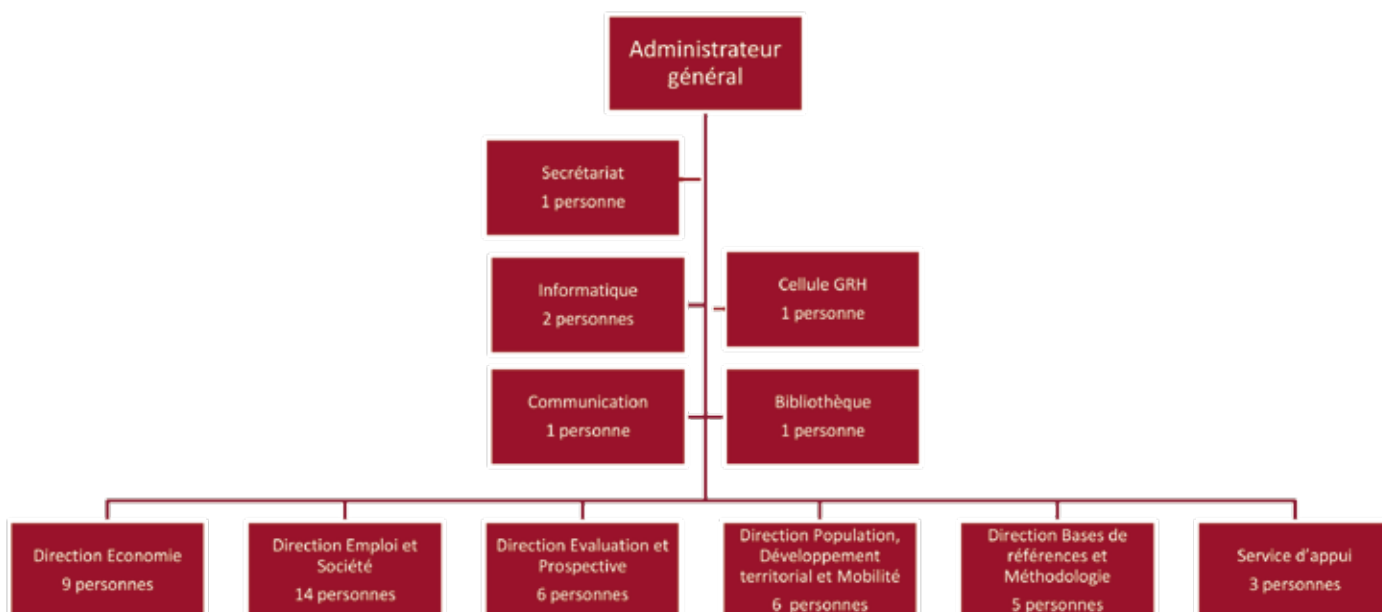 Administrateur
général
Secrétariat
1 personne
Informatique
2 personnes
Cellule GRH
1 personne
Communication
1 personne
Bibliothèque
1 personne
Direction Economie
9 personnes
Direction Emploi et
Société
14 personnes
Direction Evaluation et
Prospective
6 personnes
Direction Population,
Développement
territorial et Mobilité
6 personnes
Direction Bases de
références et
Méthodologie
5 personnes
Service d'appui
3 personnes